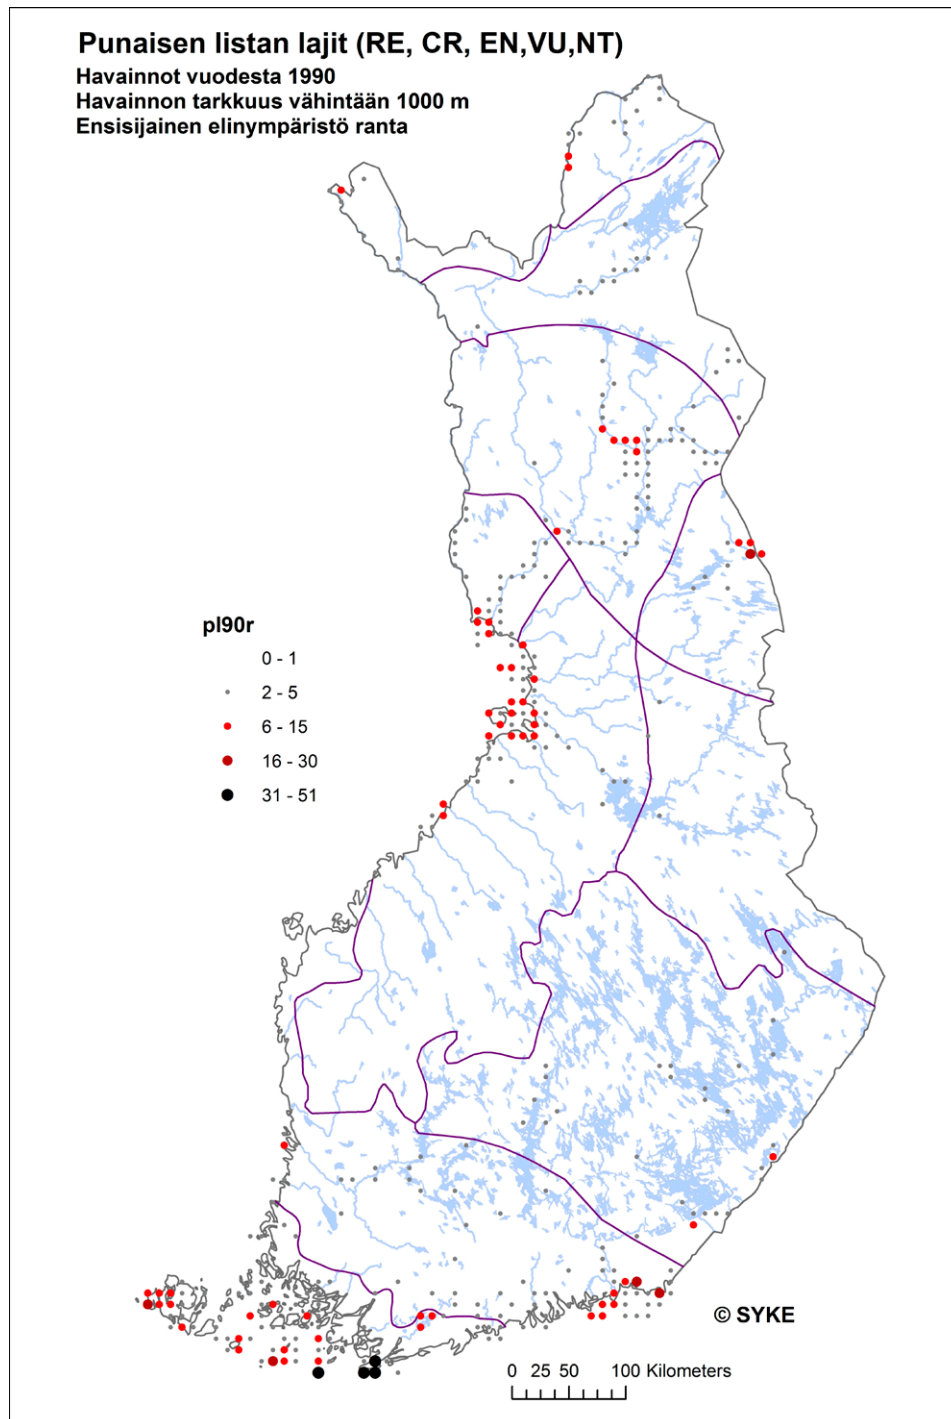 Punaisen listan lajit (RE, CR, EN,VU,NT)
Havainnot vuodesta 1990
Havainnon tarkkuus vähintään 1000 m
Ensisijainen elinympäristö ranta
pl90r
0 - 1
2 - 5
6 - 15
16 - 30
31 - 51
© SYKE
0 25 50 100 Kilometers